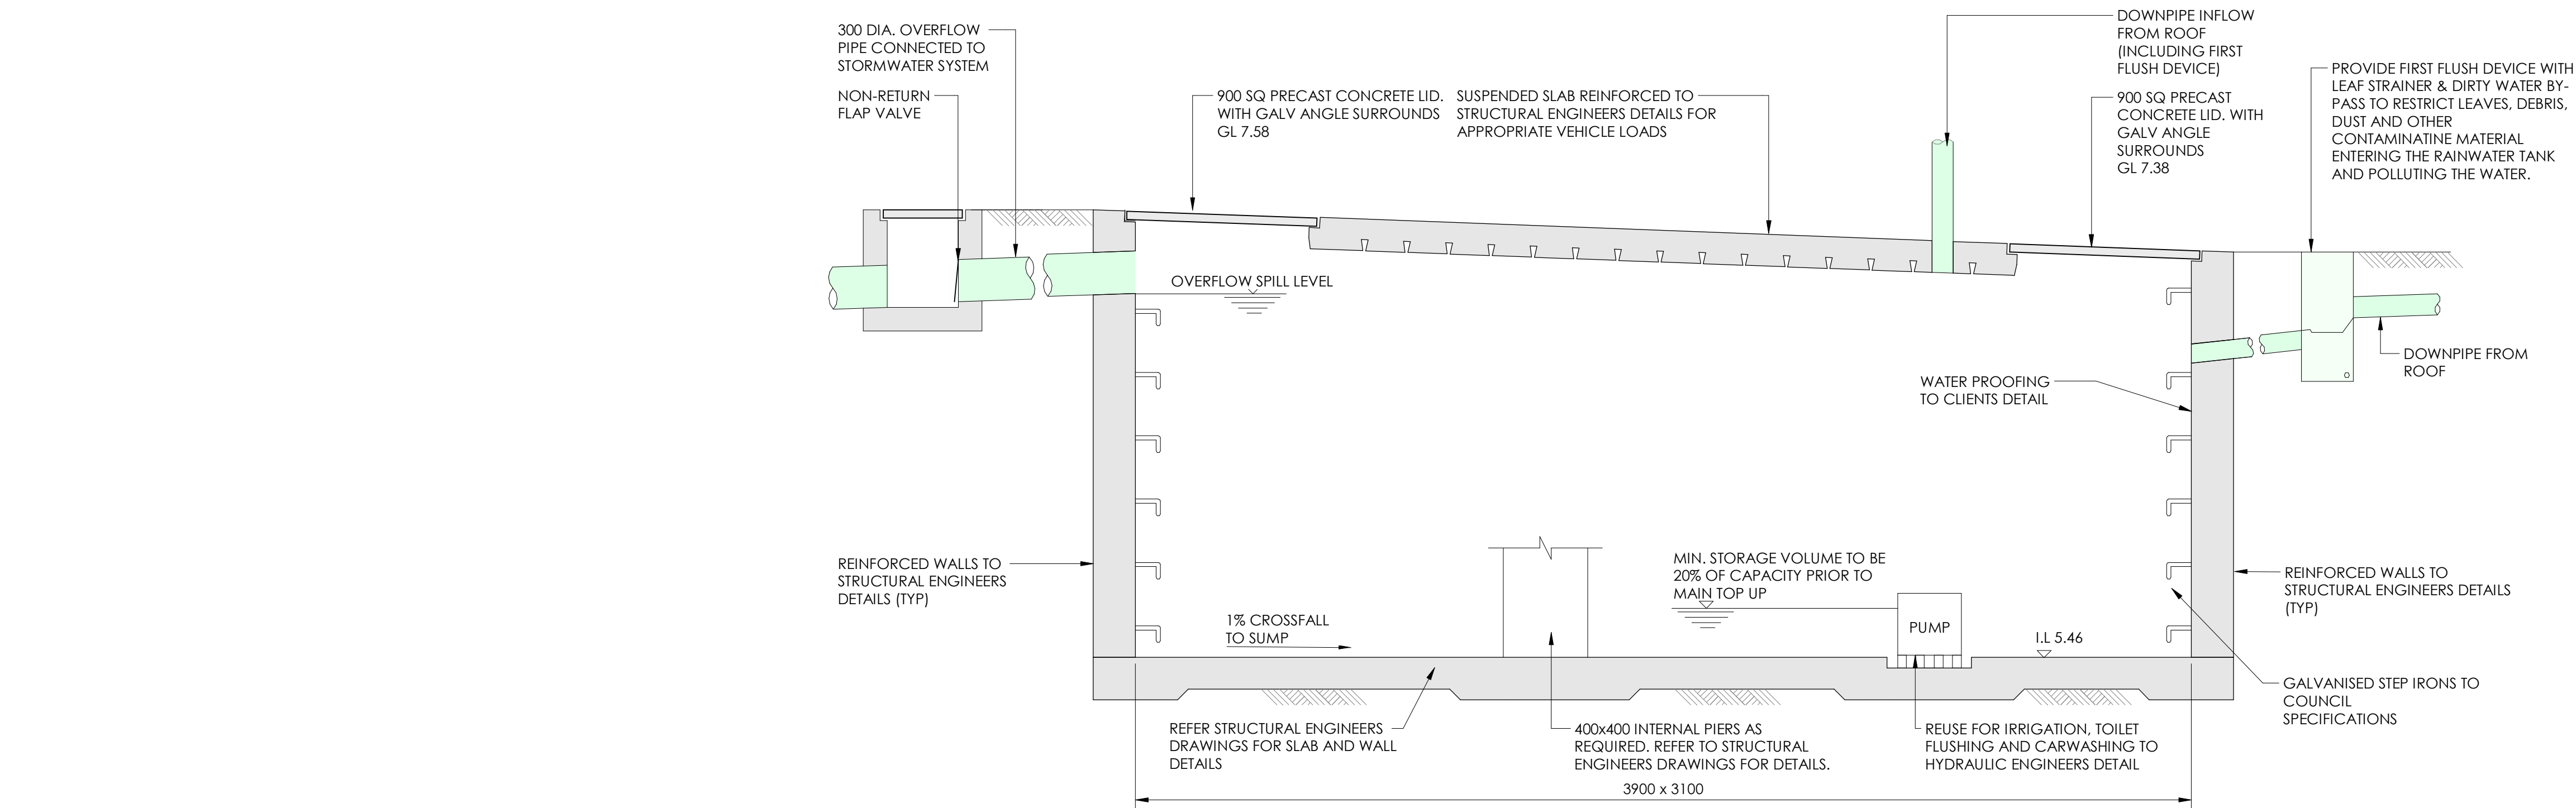 300 DIA. OVERFLOW
PIPE CONNECTED TO
STORMWATER SYSTEM
NON-RETURN
FLAP VALVE
900 SQ PRECAST CONCRETE LID.
WITH GALV ANGLE SURROUNDS
GL 7.58
SUSPENDED SLAB REINFORCED TO
STRUCTURAL ENGINEERS DETAILS FOR
APPROPRIATE VEHICLE LOADS
DOWNPIPE INFLOW
FROM ROOF
(INCLUDING FIRST
FLUSH DEVICE)
900 SQ PRECAST
CONCRETE LID. WITH
GALV ANGLE
SURROUNDS
GL 7.38
PROVIDE FIRST FLUSH DEVICE WITH
LEAF STRAINER & DIRTY WATER BY-
PASS TO RESTRICT LEAVES, DEBRIS,
DUST AND OTHER
CONTAMINATINE MATERIAL
ENTERING THE RAINWATER TANK
AND POLLUTING THE WATER.
OVERFLOW SPILL LEVEL
DOWNPIPE FROM
ROOF
WATER PROOFING
TO CLIENTS DETAIL
REINFORCED WALLS TO
STRUCTURAL ENGINEERS
DETAILS (TYP)
MIN. STORAGE VOLUME TO BE
20% OF CAPACITY PRIOR TO
MAIN TOP UP
REINFORCED WALLS TO
STRUCTURAL ENGINEERS DETAILS
(TYP)
1% CROSSFALL
TO SUMP
PUMP
I.L 5.46
GALVANISED STEP IRONS TO
COUNCIL
SPECIFICATIONS
REFER STRUCTURAL ENGINEERS
DRAWINGS FOR SLAB AND WALL
DETAILS
400x400 INTERNAL PIERS AS
REQUIRED. REFER TO STRUCTURAL
ENGINEERS DRAWINGS FOR DETAILS.
REUSE FOR IRRIGATION, TOILET
FLUSHING AND CARWASHING TO
HYDRAULIC ENGINEERS DETAIL
3900 x 3100